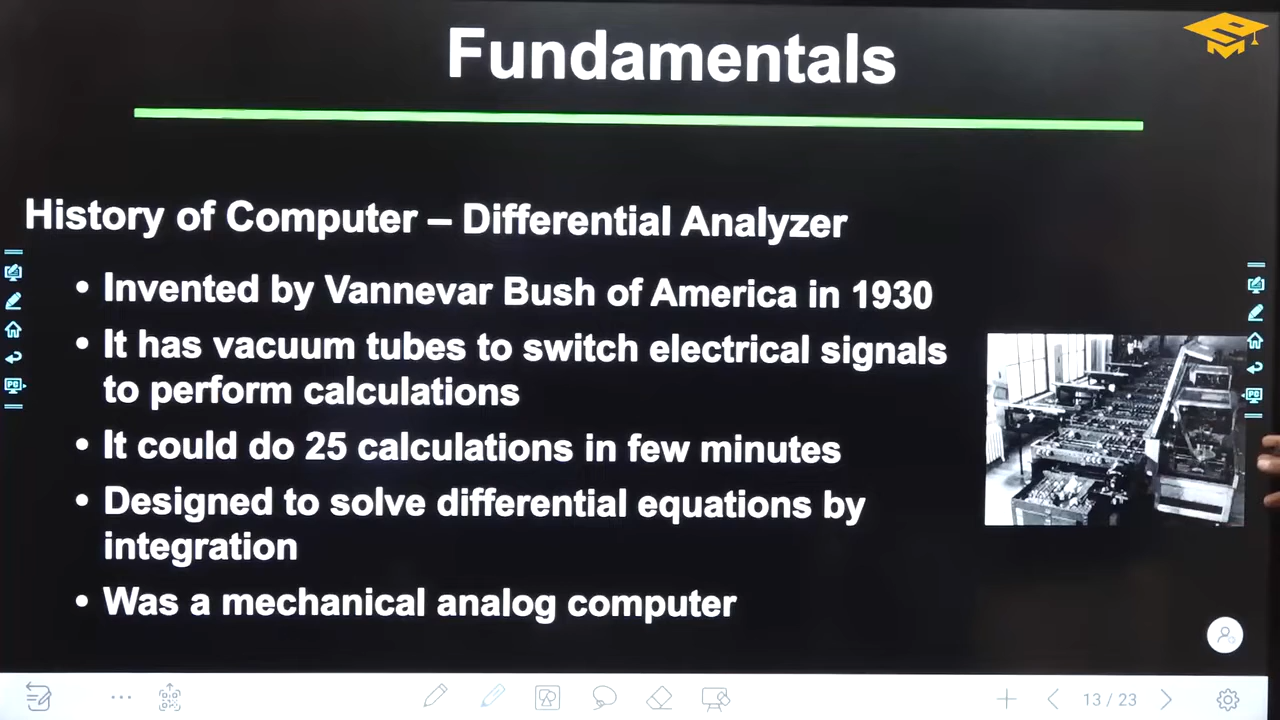 Fundamentals
History of Computer – Differential Analyzer
• Invented by Vannevar Bush of America in 1930
• It has vacuum tubes to switch electrical signals
to perform calculations
• It could do 25 calculations in few minutes
• Designed to solve differential equations by
integration
• Was a mechanical analog computer
PC
PC
13 / 23